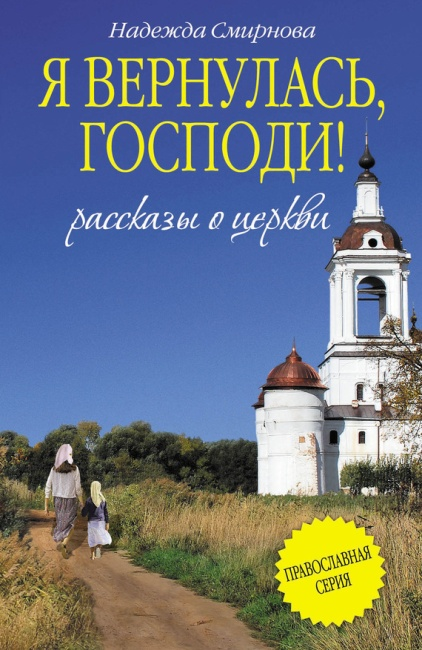 Надежда Смирнова
Я ВЕРНУЛАСЬ,
ГОСПОДИ!
рассказы о церкви
ПРАВОСЛАВНАЯ
СЕРИЯ